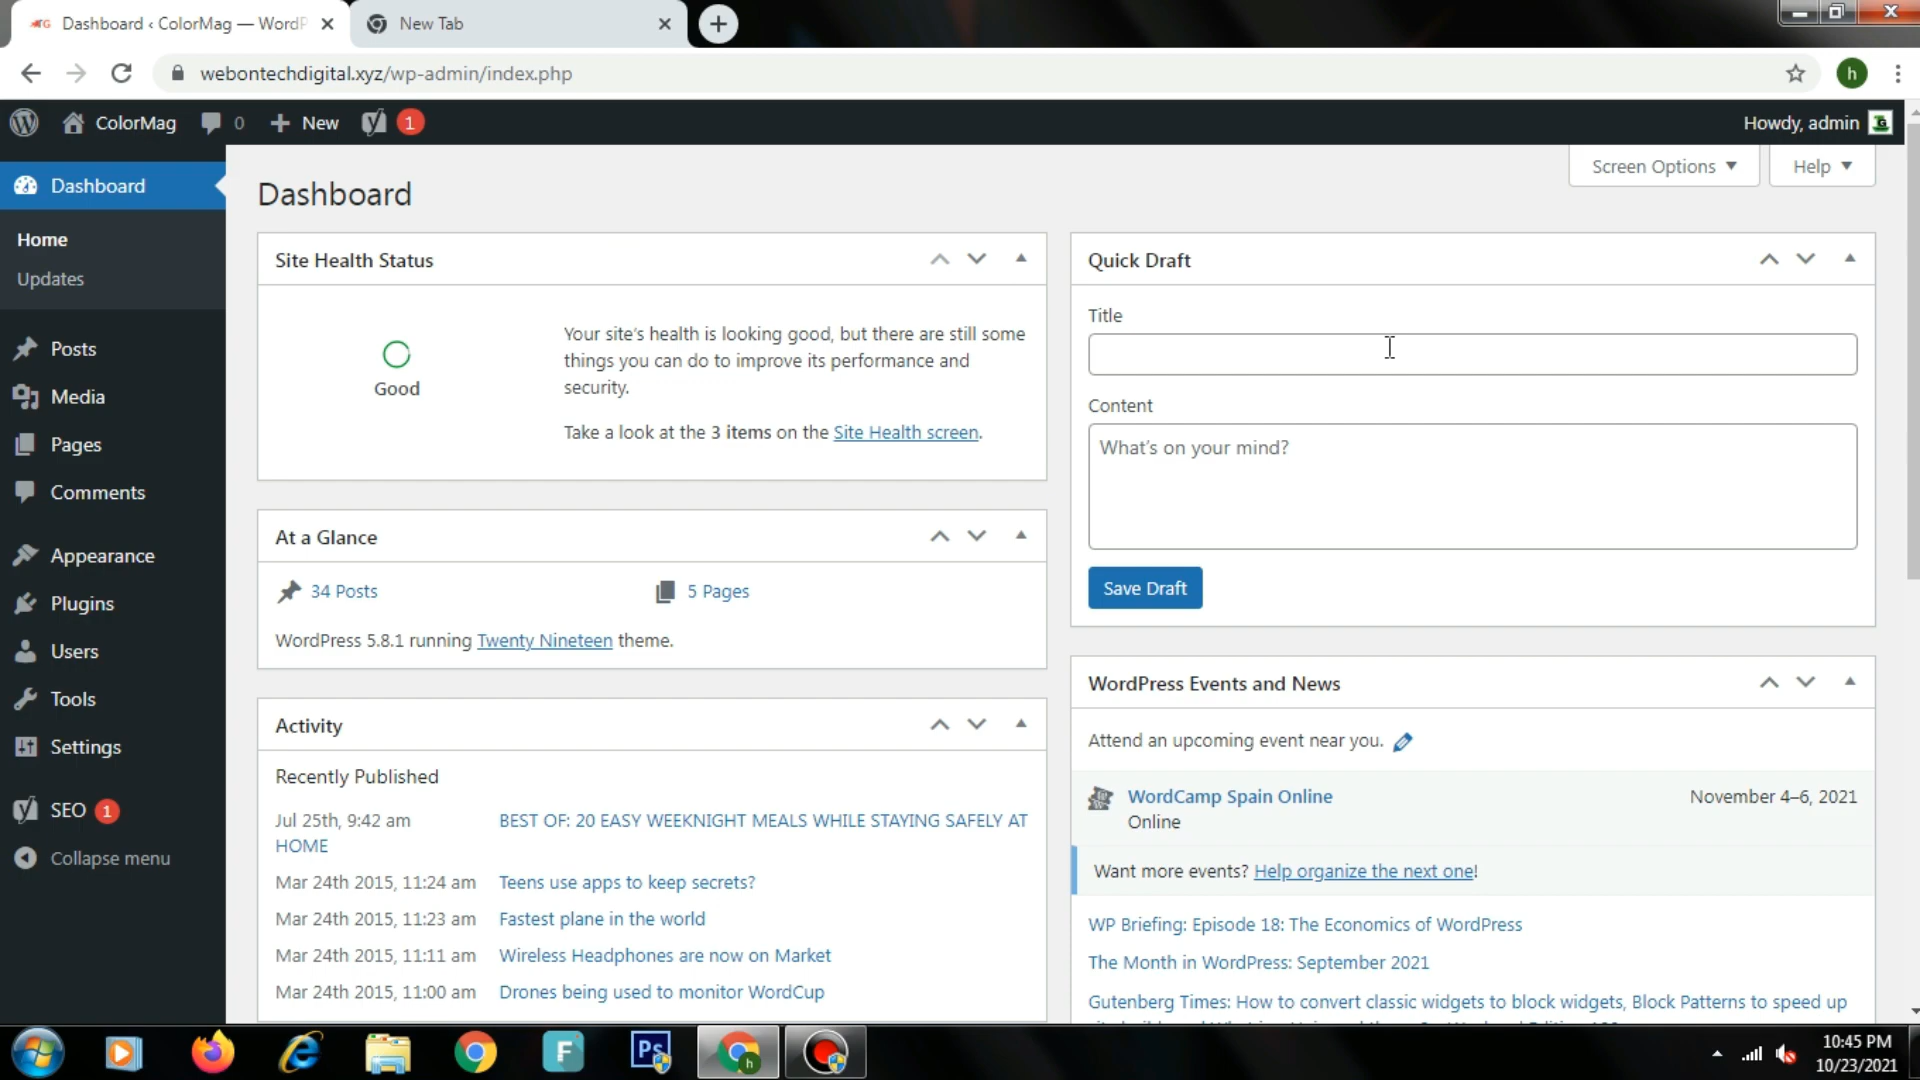 Dashboard ‹ ColorMag — WordP
New Tab
webontechdigital.xyz/wp-admin/index.php
h
ColorMag
0
New
1
Howdy, admin
Screen Options
Help
Dashboard
Home
Updates
Posts
Media
Pages
Comments
Appearance
Plugins
Users
Tools
Settings
SEO 1
Collapse menu
Dashboard
Site Health Status
Good
Your site's health is looking good, but there are still some
things you can do to improve its performance and
security.
Take a look at the 3 items on the Site Health screen.
At a Glance
34 Posts
5 Pages
WordPress 5.8.1 running Twenty Nineteen theme.
Activity
Recently Published
Jul 25th, 9:42 am BEST OF: 20 EASY WEEKNIGHT MEALS WHILE STAYING SAFELY AT
HOME
Mar 24th 2015, 11:24 am Teens use apps to keep secrets?
Mar 24th 2015, 11:23 am Fastest plane in the world
Mar 24th 2015, 11:11 am Wireless Headphones are now on Market
Mar 24th 2015, 11:00 am Drones being used to monitor WordCup
Quick Draft
Title
Content
What's on your mind?
Save Draft
WordPress Events and News
Attend an upcoming event near you.
WordCamp Spain Online
November 4–6, 2021
Online
Want more events? Help organize the next one!
WP Briefing: Episode 18: The Economics of WordPress
The Month in WordPress: September 2021
Gutenberg Times: How to convert classic widgets to block widgets, Block Patterns to speed up
F
Ps
h
10:45 PM
10/23/2021